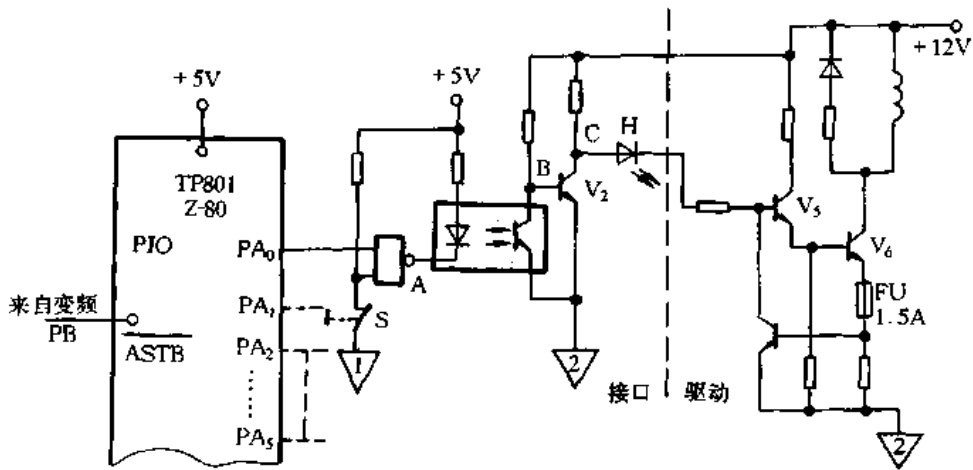 +12V
+5V
+5V
TP801
Z-80
PIO
PA₀
PA₁
PA₂
PA₅
来自变频
PB
ASTB
A
S
1
B
C
H
V₂
2
接口
驱动
V₅
V₆
FU
1.5A
2